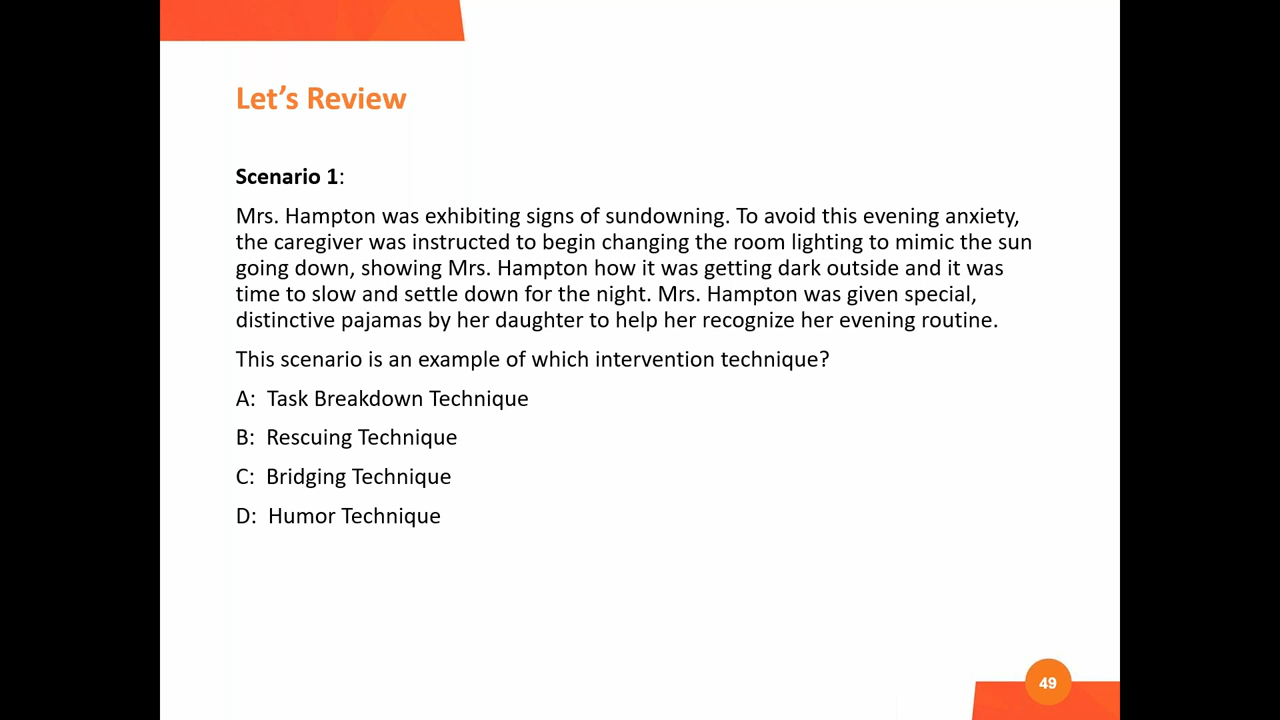 Let’s Review
Scenario 1:
Mrs. Hampton was exhibiting signs of sundowning. To avoid this evening anxiety,
the caregiver was instructed to begin changing the room lighting to mimic the sun
going down, showing Mrs. Hampton how it was getting dark outside and it was
time to slow and settle down for the night. Mrs. Hampton was given special,
distinctive pajamas by her daughter to help her recognize her evening routine.
This scenario is an example of which intervention technique?
A: Task Breakdown Technique
B: Rescuing Technique
C: Bridging Technique
D: Humor Technique
49